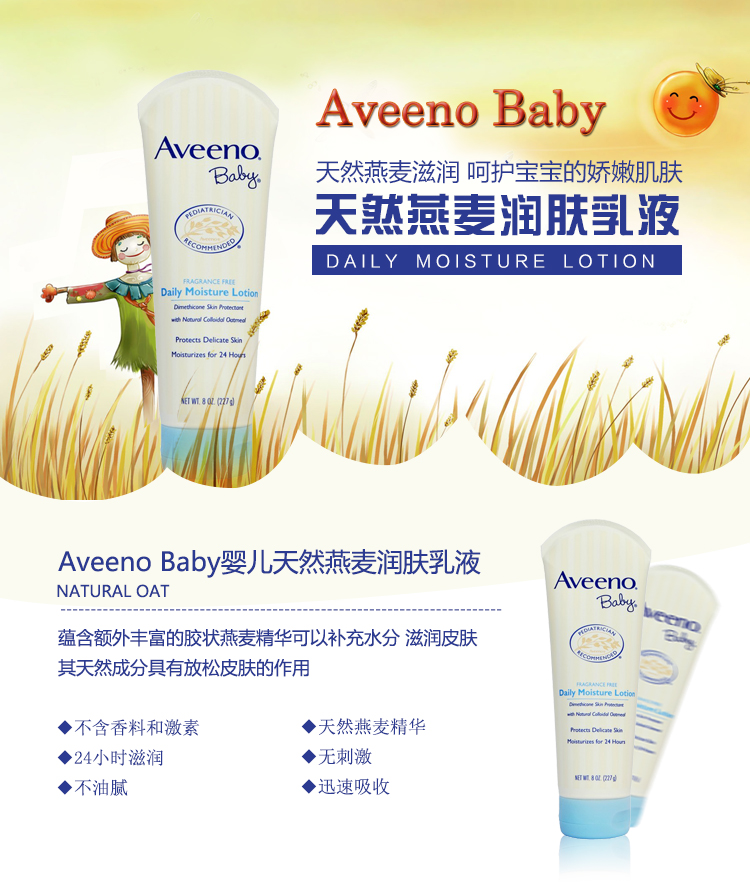 Aveeno Baby
天然燕麦滋润 呵护宝宝的娇嫩肌肤
天然燕麦润肤乳液
DAILY MOISTURE LOTION
Aveeno®
Baby®
PEDIATRICIAN
RECOMMENDED
FRAGRANCE FREE
Daily Moisture Lotion
Dimethicone Skin Protectant
with Natural Colloidal Oatmeal
Protects Delicate Skin
Moisturizes for 24 Hours
NET WT. 8 OZ. (227g)
Aveeno Baby婴儿天然燕麦润肤乳液
NATURAL OAT
蕴含额外丰富的胶状燕麦精华可以补充水分 滋润皮肤
其天然成分具有放松皮肤的作用
◆不含香料和激素
◆天然燕麦精华
◆24小时滋润
◆无刺激
◆不油腻
◆迅速吸收
Aveeno®
Baby®
PEDIATRICIAN
RECOMMENDED
FRAGRANCE FREE
Daily Moisture Lotion
Dimethicone Skin Protectant
with Natural Colloidal Oatmeal
Protects Delicate Skin
Moisturizes for 24 Hours
NET WT. 8 OZ. (227g)
Aveeno
Baby